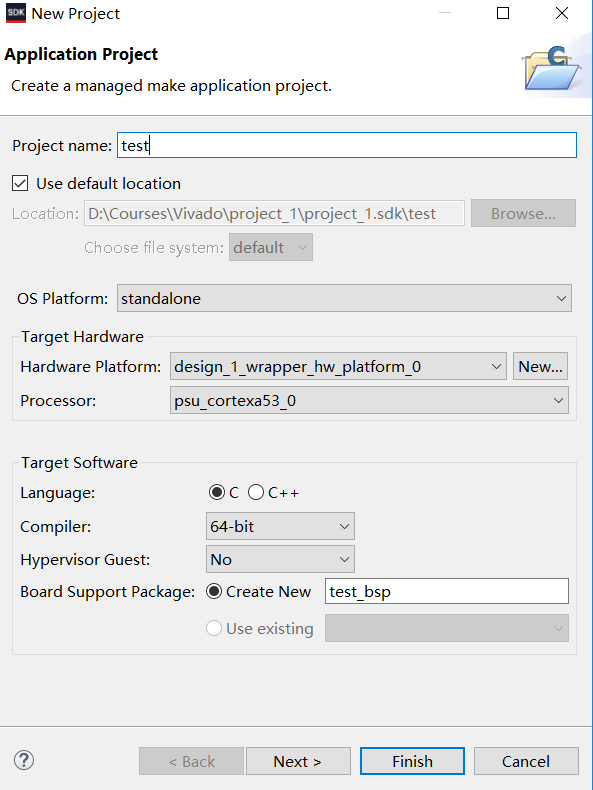 SDK New Project
Application Project
Create a managed make application project.
Project name: test
Use default location
Location: D:\Courses\Vivado\project_1\project_1.sdk\test Browse...
Choose file system: default
OS Platform: standalone
Target Hardware
Hardware Platform: design_1_wrapper_hw_platform_0 New...
Processor: psu_cortexa53_0
Target Software
Language: C C++
Compiler: 64-bit
Hypervisor Guest: No
Board Support Package: Create New test_bsp
Use existing
? < Back Next > Finish Cancel